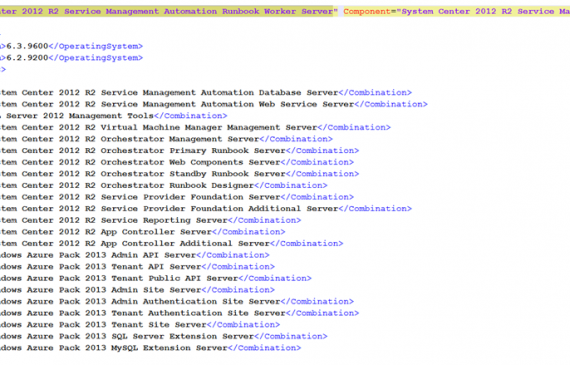 ter 2012 R2 Service Management Automation Runbook Worker Server" Component="System Center 2012 R2 Service Ma
>6.3.9600</OperatingSystem>
>6.2.9200</OperatingSystem>
>
tem Center 2012 R2 Service Management Automation Database Server</Combination>
tem Center 2012 R2 Service Management Automation Web Service Server</Combination>
Server 2012 Management Tools</Combination>
tem Center 2012 R2 Virtual Machine Manager Management Server</Combination>
tem Center 2012 R2 Orchestrator Management Server</Combination>
tem Center 2012 R2 Orchestrator Primary Runbook Server</Combination>
tem Center 2012 R2 Orchestrator Web Components Server</Combination>
tem Center 2012 R2 Orchestrator Standby Runbook Server</Combination>
tem Center 2012 R2 Orchestrator Runbook Designer</Combination>
tem Center 2012 R2 Service Provider Foundation Server</Combination>
tem Center 2012 R2 Service Provider Foundation Additional Server</Combination>
tem Center 2012 R2 Service Reporting Server</Combination>
tem Center 2012 R2 App Controller Server</Combination>
tem Center 2012 R2 App Controller Additional Server</Combination>
dows Azure Pack 2013 Admin API Server</Combination>
dows Azure Pack 2013 Tenant API Server</Combination>
dows Azure Pack 2013 Tenant Public API Server</Combination>
dows Azure Pack 2013 Admin Site Server</Combination>
dows Azure Pack 2013 Admin Authentication Site Server</Combination>
dows Azure Pack 2013 Tenant Authentication Site Server</Combination>
dows Azure Pack 2013 Tenant Site Server</Combination>
dows Azure Pack 2013 SQL Server Extension Server</Combination>
dows Azure Pack 2013 MySQL Extension Server</Combination>